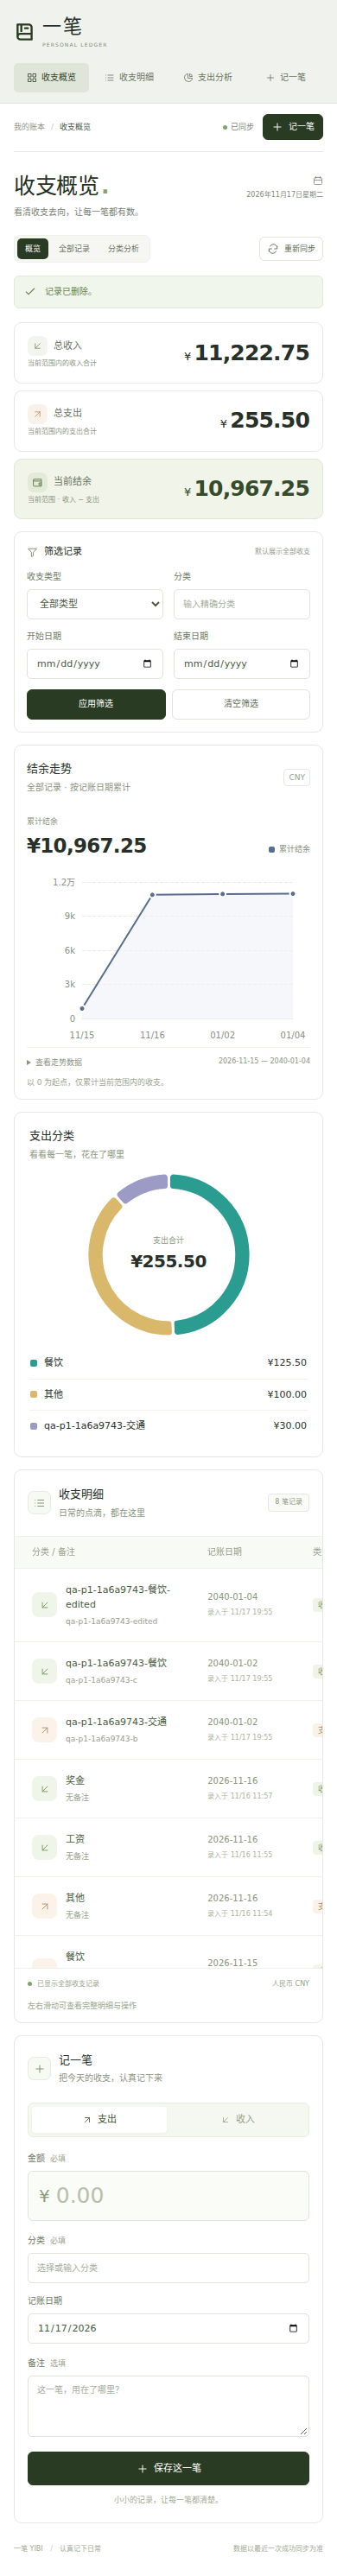 一笔
PERSONAL LEDGER
收支概览 收支明细 支出分析 记一笔
我的账本 / 收支概览 已同步 记一笔
收支概览.
2026年11月17日星期二
看清收支去向，让每一笔都有数。
概览 全部记录 分类分析 重新同步
记录已删除。
总收入
当前范围内的收入合计
¥ 11,222.75
总支出
当前范围内的支出合计
¥ 255.50
当前结余
当前范围 · 收入 − 支出
¥ 10,967.25
筛选记录 默认展示全部收支
收支类型 分类
全部类型 输入精确分类
开始日期 结束日期
mm/dd/yyyy mm/dd/yyyy
应用筛选 清空筛选
结余走势
全部记录 · 按记账日期累计
CNY
累计结余
¥10,967.25
累计结余
1.2万
9k
6k
3k
0
11/15 11/16 01/02 01/04
查看走势数据 2026-11-15 — 2040-01-04
以 0 为起点，仅累计当前范围内的收支。
支出分类
看看每一笔，花在了哪里
支出合计
¥255.50
餐饮 ¥125.50
其他 ¥100.00
qa-p1-1a6a9743-交通 ¥30.00
收支明细
日常的点滴，都在这里
8 笔记录
分类 / 备注 记账日期 类
qa-p1-1a6a9743-餐饮-
edited
qa-p1-1a6a9743-edited
2040-01-04
录入于 11/17 19:55
qa-p1-1a6a9743-餐饮
qa-p1-1a6a9743-c
2040-01-02
录入于 11/17 19:55
qa-p1-1a6a9743-交通
qa-p1-1a6a9743-b
2040-01-02
录入于 11/17 19:55
奖金
无备注
2026-11-16
录入于 11/16 11:57
工资
无备注
2026-11-16
录入于 11/16 11:55
其他
无备注
2026-11-16
录入于 11/16 11:54
餐饮
2026-11-15
已显示全部收支记录 人民币 CNY
左右滑动可查看完整明细与操作
记一笔
把今天的收支，认真记下来
支出 收入
金额 必填
¥ 0.00
分类 必填
选择或输入分类
记账日期
11/17/2026
备注 选填
这一笔，用在了哪里？
保存这一笔
小小的记录，让每一笔都清楚。
一笔 YIBI / 认真记下日常 数据以最近一次成功同步为准